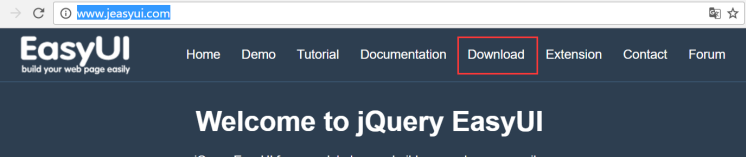 www.jeasyui.com
EasyUI
build your web page easily
Home Demo Tutorial Documentation Download Extension Contact Forum
Welcome to jQuery EasyUI